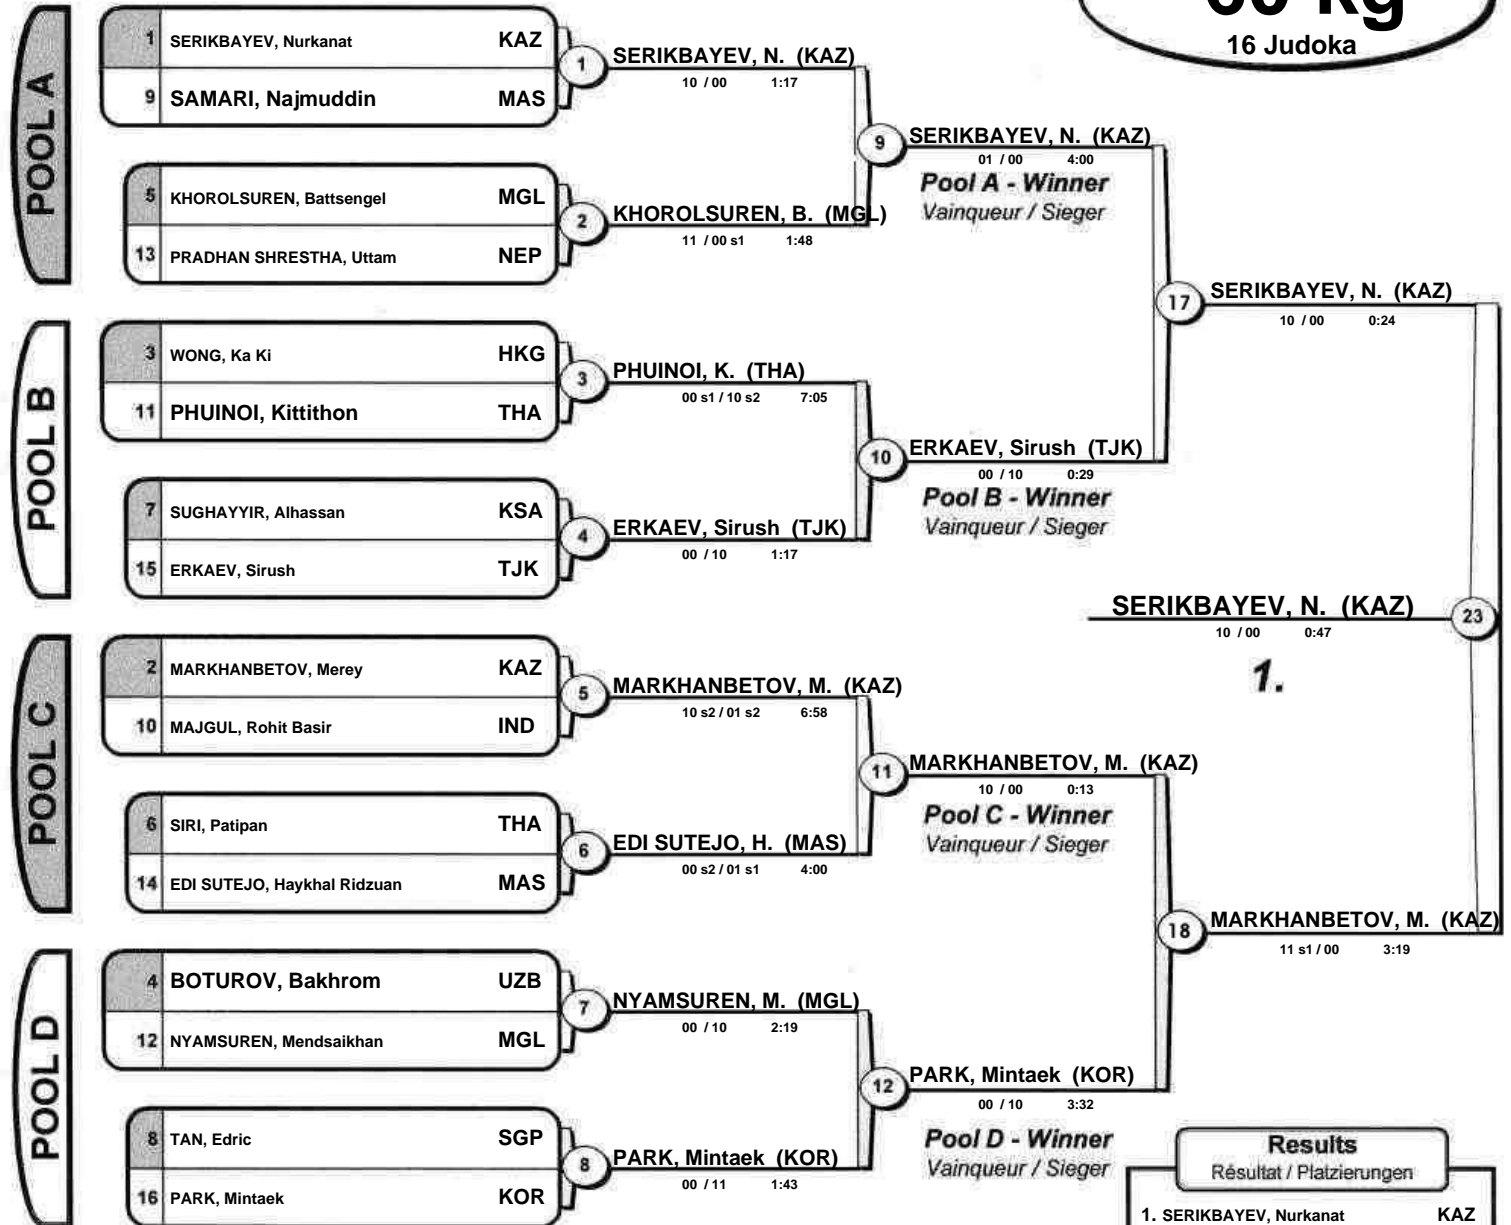 16 Judoka
POOL A
1 SERIKBAYEV, Nurkanat KAZ
9 SAMARI, Najmuddin MAS
1
SERIKBAYEV, N. (KAZ)
10 / 00 1:17
5 KHOROLSUREN, Battsengel MGL
13 PRADHAN SHRESTHA, Uttam NEP
2
KHOROLSUREN, B. (MGL)
11 / 00 s1 1:48
9
SERIKBAYEV, N. (KAZ)
01 / 00 4:00
Pool A - Winner
Vainqueur / Sieger
POOL B
3 WONG, Ka Ki HKG
11 PHUINOI, Kittithon THA
3
PHUINOI, K. (THA)
00 s1 / 10 s2 7:05
7 SUGHAYYIR, Alhassan KSA
15 ERKAEV, Sirush TJK
4
ERKAEV, Sirush (TJK)
00 / 10 1:17
10
ERKAEV, Sirush (TJK)
00 / 10 0:29
Pool B - Winner
Vainqueur / Sieger
17
SERIKBAYEV, N. (KAZ)
10 / 00 0:24
POOL C
2 MARKHANBETOV, Merey KAZ
10 MAJGUL, Rohit Basir IND
5
MARKHANBETOV, M. (KAZ)
10 s2 / 01 s2 6:58
6 SIRI, Patipan THA
14 EDI SUTEJO, Haykhal Ridzuan MAS
6
EDI SUTEJO, H. (MAS)
00 s2 / 01 s1 4:00
11
MARKHANBETOV, M. (KAZ)
10 / 00 0:13
Pool C - Winner
Vainqueur / Sieger
POOL D
4 BOTUROV, Bakhrom UZB
12 NYAMSUREN, Mendsaikhan MGL
7
NYAMSUREN, M. (MGL)
00 / 10 2:19
8 TAN, Edric SGP
16 PARK, Mintaek KOR
8
PARK, Mintaek (KOR)
00 / 11 1:43
12
PARK, Mintaek (KOR)
00 / 10 3:32
Pool D - Winner
Vainqueur / Sieger
18
MARKHANBETOV, M. (KAZ)
11 s1 / 00 3:19
SERIKBAYEV, N. (KAZ)
10 / 00 0:47
23
1.
Results
Résultat / Platzierungen
1. SERIKBAYEV, Nurkanat KAZ